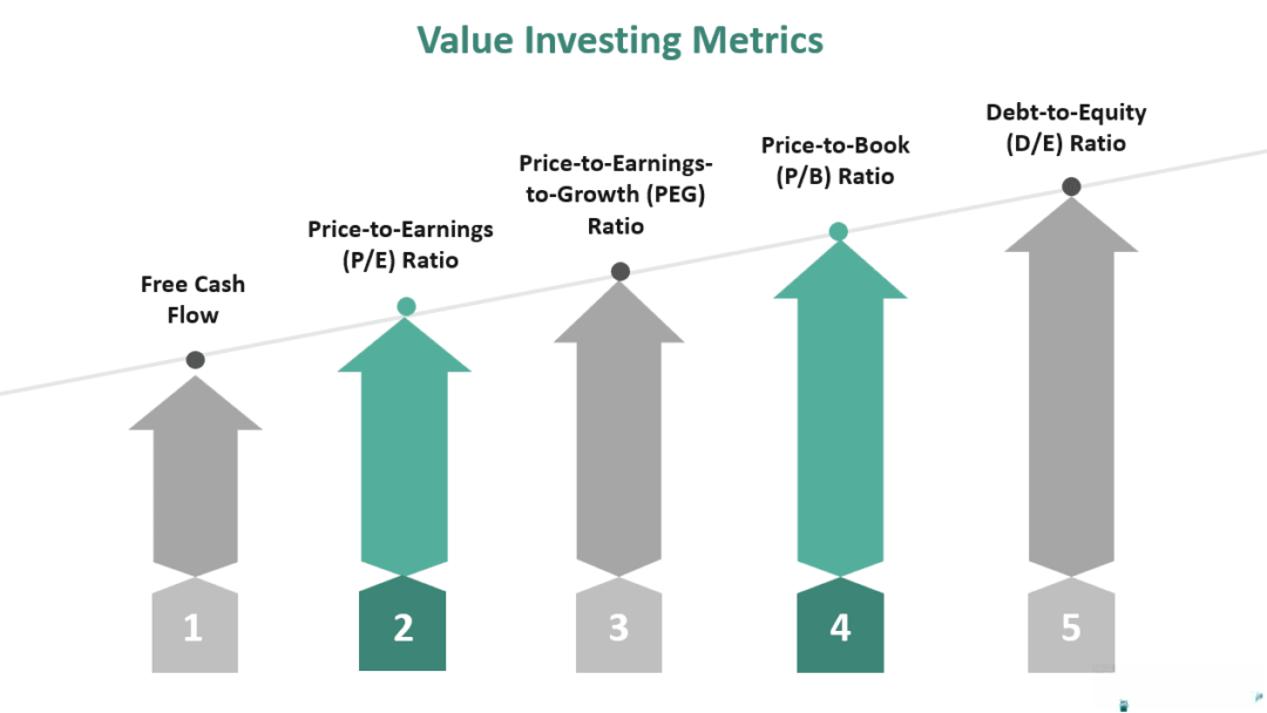 Value Investing Metrics
Free Cash
Flow
Price-to-Earnings
(P/E) Ratio
Price-to-Earnings-
to-Growth (PEG)
Ratio
Price-to-Book
(P/B) Ratio
Debt-to-Equity
(D/E) Ratio
1
2
3
4
5